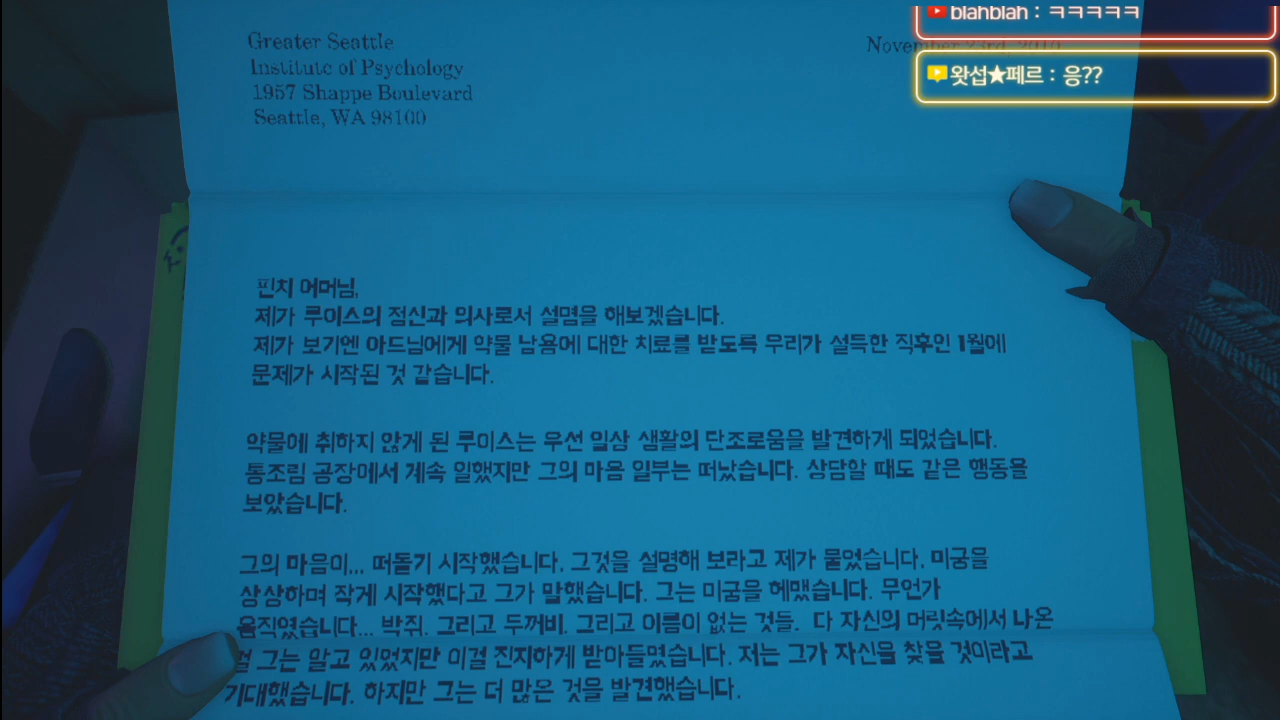 Greater Seattle
Institute of Psychology
1957 Shappe Boulevard
Seattle, WA 98100
November 23rd, 2010
blahblah : ㅋㅋㅋㅋㅋ
왓섭★페르 : 응??
핀치 어머님,
제가 루이스의 정신과 의사로서 설명을 해보겠습니다.
제가 보기엔 아드님에게 약물 남용에 대한 치료를 받도록 우리가 설득한 직후인 1월에
문제가 시작된 것 같습니다.
약물에 취하지 않게 된 루이스는 우선 일상 생활의 단조로움을 발견하게 되었습니다.
통조림 공장에서 계속 일했지만 그의 마음 일부는 떠났습니다. 상담할 때도 같은 행동을
보았습니다.
그의 마음이... 떠돌기 시작했습니다. 그것을 설명해 보라고 제가 물었습니다. 미궁을
상상하며 작게 시작했다고 그가 말했습니다. 그는 미궁을 헤맸습니다. 무언가
움직였습니다... 박쥐. 그리고 두꺼비. 그리고 이름이 없는 것들. 다 자신의 머릿속에서 나온
걸 그는 알고 있었지만 이걸 진지하게 받아들였습니다. 저는 그가 자신을 찾을 것이라고
기대했습니다. 하지만 그는 더 많은 것을 발견했습니다.